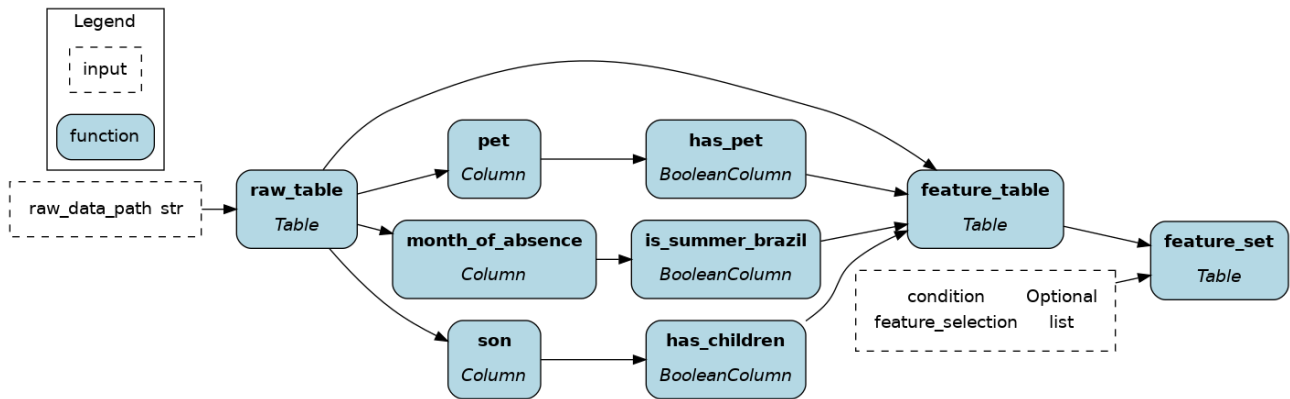 Legend
input
function
raw_data_path str
raw_table
Table
pet
Column
month_of_absence
Column
son
Column
has_pet
BooleanColumn
is_summer_brazil
BooleanColumn
has_children
BooleanColumn
feature_table
Table
condition Optional
feature_selection list
feature_set
Table